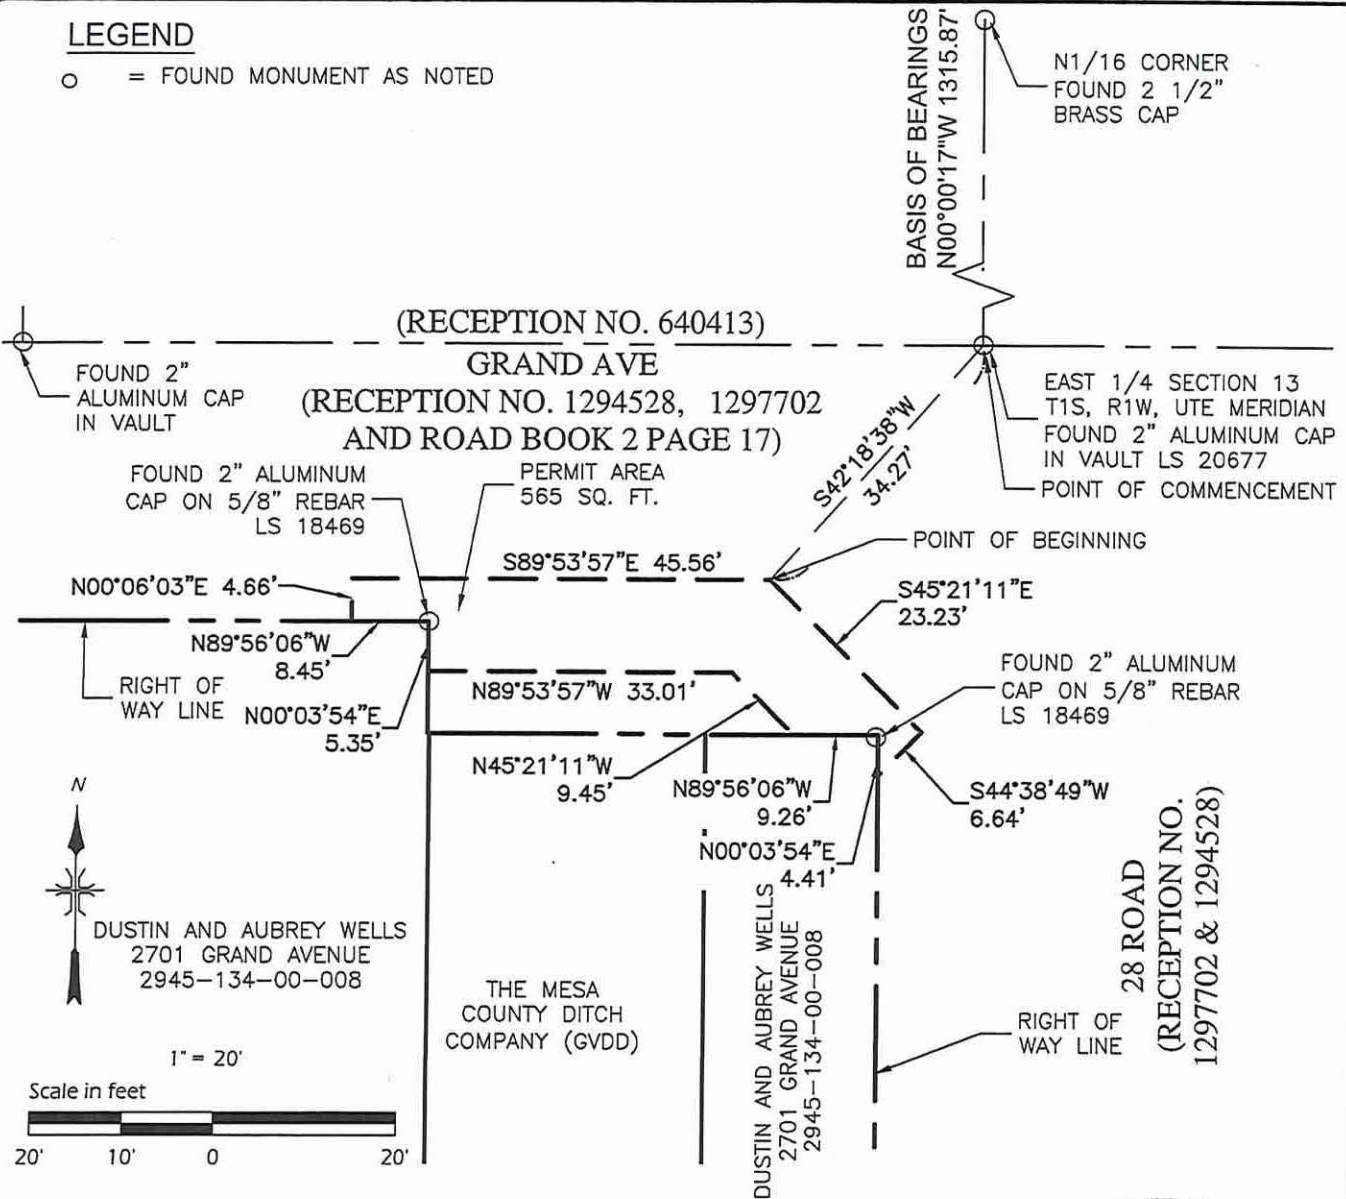 LEGEND
= FOUND MONUMENT AS NOTED
BASIS OF BEARINGS
N00°00'17"W 1315.87'
N1/16 CORNER
FOUND 2 1/2"
BRASS CAP
(RECEPTION NO. 640413)
GRAND AVE
(RECEPTION NO. 1294528, 1297702
AND ROAD BOOK 2 PAGE 17)
FOUND 2"
ALUMINUM CAP
IN VAULT
EAST 1/4 SECTION 13
T1S, R1W, UTE MERIDIAN
FOUND 2" ALUMINUM CAP
IN VAULT LS 20677
POINT OF COMMENCEMENT
S42°18'38"W
34.27'
FOUND 2" ALUMINUM
CAP ON 5/8" REBAR
LS 18469
PERMIT AREA
565 SQ. FT.
POINT OF BEGINNING
S89°53'57"E 45.56'
N00°06'03"E 4.66'
S45°21'11"E
23.23'
N89°56'06"W
8.45'
FOUND 2" ALUMINUM
CAP ON 5/8" REBAR
LS 18469
RIGHT OF
WAY LINE
N89°53'57"W 33.01'
N00°03'54"E
5.35'
N45°21'11"W
9.45'
N89°56'06"W
9.26'
S44°38'49"W
6.64'
N00°03'54"E
4.41'
N
DUSTIN AND AUBREY WELLS
2701 GRAND AVENUE
2945-134-00-008
THE MESA
COUNTY DITCH
COMPANY (GVDD)
DUSTIN AND AUBREY WELLS
2701 GRAND AVENUE
2945-134-00-008
RIGHT OF
WAY LINE
28 ROAD
(RECEPTION NO.
1297702 & 1294528)
1" = 20'
Scale in feet
20' 10' 0 20'